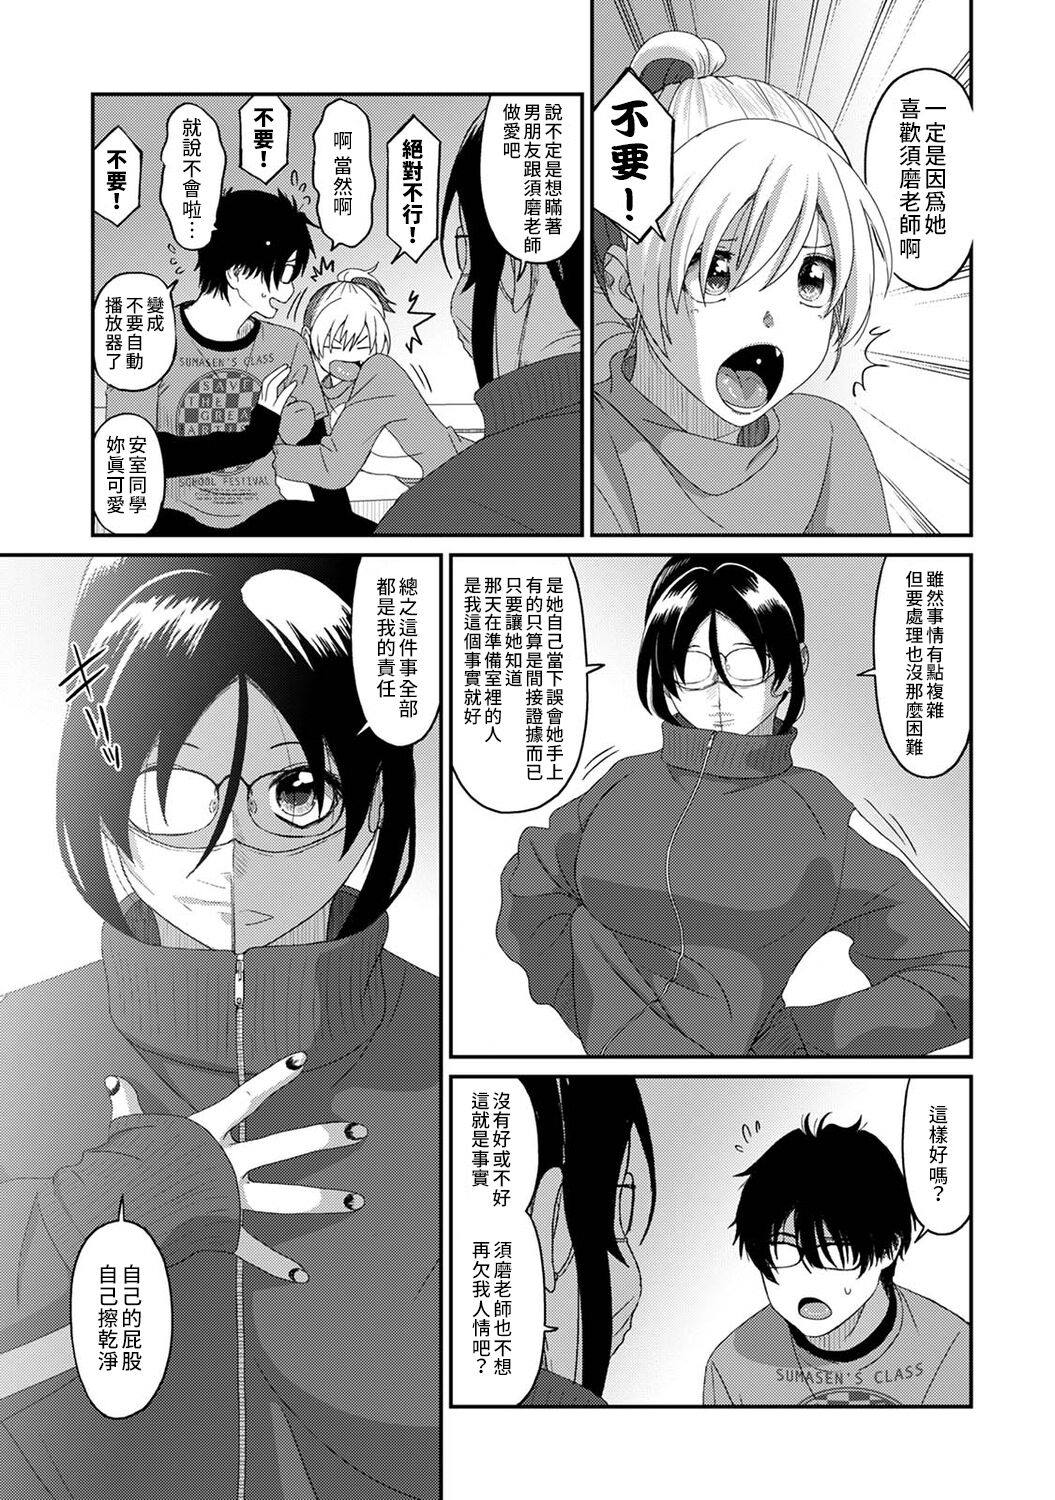 一定是因爲她
喜歡須磨老師啊
不要！
說不定是想瞞著
男朋友跟須磨老師
做愛吧
絕對不行！
啊 當然啊
不要！
就說不會啦…
不要！
變成
不要自動
播放器了
安室同學
妳眞可愛
SUMASEN'S CLASS
SAVE
THE
GREA
ARTIS
SCHOOL FESTIVAL
雖然事情有點複雜
但要處理也沒那麼困難
是她自己當下誤會她手上
有的只算是間接證據而已
只要讓她知道
那天在準備室裡的人
是我這個事實就好
總之這件事全部
都是我的責任
自己的屁股
自己擦乾淨
這樣好嗎？
沒有好或不好
這就是事實
須磨老師也不想
再欠我人情吧？
SUMASEN'S CLASS